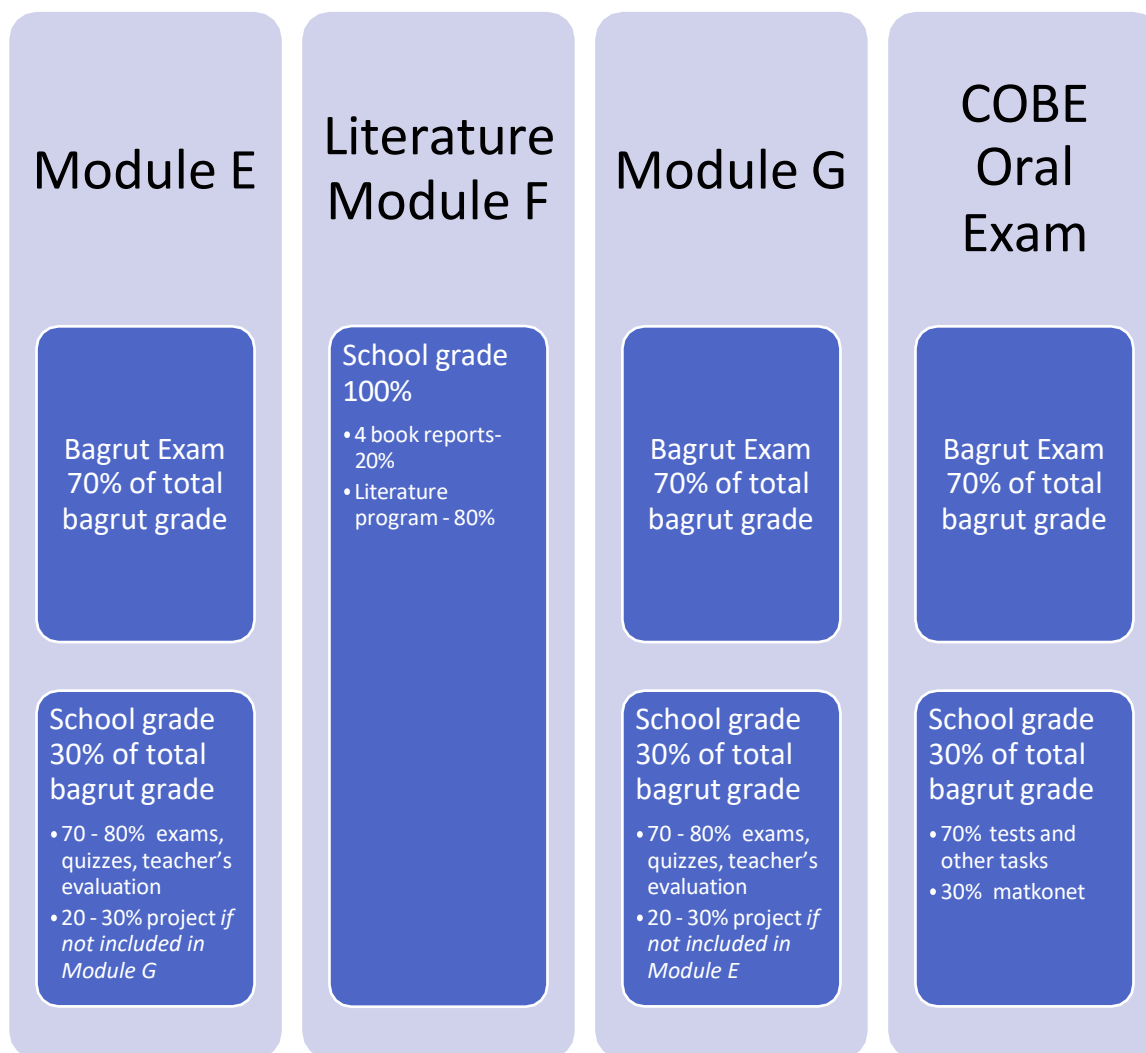 Module E
Bagrut Exam
70% of total
bagrut grade
School grade
30% of total
bagrut grade
• 70 - 80%  exams,
quizzes, teacher's
evaluation
• 20 - 30% project if
not included in
Module G
Literature
Module F
School grade
100%
• 4 book reports-
20%
• Literature
program - 80%
Module G
Bagrut Exam
70% of total
bagrut grade
School grade
30% of total
bagrut grade
• 70 - 80%  exams,
quizzes, teacher's
evaluation
• 20 - 30% project if
not included in
Module E
COBE
Oral
Exam
Bagrut Exam
70% of total
bagrut grade
School grade
30% of total
bagrut grade
• 70% tests and
other tasks
• 30%  matkonet